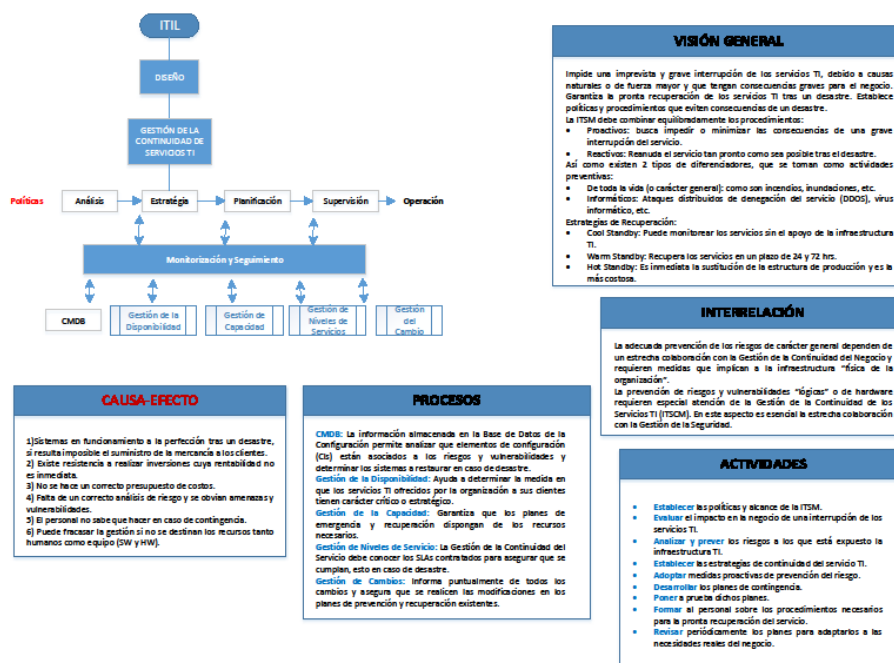 ITIL
DISEÑO
GESTIÓN DE LA
CONTINUIDAD DE
SERVICIOS TI
Políticas
Análisis
Estratégia
Planificación
Supervisión
Operación
Monitorización y Seguimiento
CMDB
Gestión de la
Disponibilidad
Gestión de
Capacidad
Gestión de
Niveles de
Servicios
Gestión
del
Cambio
VISIÓN GENERAL
Impide una imprevista y grave interrupción de los servicios TI, debido a causas
naturales o de fuerza mayor y que tengan consecuencias graves para el negocio.
Garantiza la pronta recuperación de los servicios TI tras un desastre. Establece
políticas y procedimientos que eviten consecuencias de un desastre.
La ITSM debe combinar equilibradamente los procedimientos:
• Proactivos: busca impedir o minimizar las consecuencias de una grave
interrupción del servicio.
• Reactivos: Reanuda el servicio tan pronto como sea posible tras el desastre.
Así como existen 2 tipos de diferenciadores, que se toman como actividades
preventivas:
• De toda la vida (o carácter general): como son incendios, inundaciones, etc.
• Informáticos: Ataques distribuidos de denegación del servicio (DDOS), virus
informático, etc.
Estrategias de Recuperación:
• Cool Standby: Puede monitorear los servicios sin el apoyo de la infraestructura
TI.
• Warm Standby: Recupera los servicios en un plazo de 24 y 72 hrs.
• Hot Standby: Es inmediata la sustitución de la estructura de producción y es la
más costosa.
INTERRELACIÓN
La adecuada prevención de los riesgos de carácter general dependen de
un estrecha colaboración con la Gestión de la Continuidad del Negocio y
requieren medidas que implican a la infraestructura "física de la
organización".
La prevención de riesgos y vulnerabilidades "lógicas" o de hardware
requieren especial atención de la Gestión de la Continuidad de los
Servicios TI (ITSCM). En este aspecto es esencial la estrecha colaboración
con la Gestión de la Seguridad.
CAUSA-EFECTO
1)Sistemas en funcionamiento a la perfección tras un desastre,
si resulta imposible el suministro de la mercancía a los clientes.
2) Existe resistencia a realizar inversiones cuya rentabilidad no
es inmediata.
3) No se hace un correcto presupuesto de costos.
4) Falta de un correcto análisis de riesgo y se obvian amenazas y
vulnerabilidades.
5) El personal no sabe que hacer en caso de contingencia.
6) Puede fracasar la gestión si no se destinan los recursos tanto
humanos como equipo (SW y HW).
PROCESOS
CMDB: La información almacenada en la Base de Datos de la
Configuración permite analizar que elementos de configuración
(CIs) están asociados a los riesgos y vulnerabilidades y
determinar los sistemas a restaurar en caso de desastre.
Gestión de la Disponibilidad: Ayuda a determinar la medida en
que los servicios TI ofrecidos por la organización a sus clientes
tienen carácter crítico o estratégico.
Gestión de la Capacidad: Garantiza que los planes de
emergencia y recuperación dispongan de los recursos
necesarios.
Gestión de Niveles de Servicio: La Gestión de la Continuidad del
Servicio debe conocer los SLAs contratados para asegurar que se
cumplan, esto en caso de desastre.
Gestión de Cambios: Informa puntualmente de todos los
cambios y asegura que se realicen las modificaciones en los
planes de prevención y recuperación existentes.
ACTIVIDADES
• Establecer las políticas y alcance de la ITSM.
• Evaluar el impacto en la negocio de una interrupción de los
servicios TI.
• Analizar y prever los riesgos a los que está expuesto la
infraestructura TI.
• Establecer las estrategias de continuidad del servicio TI.
• Adoptar medidas proactivas de prevención del riesgo.
• Desarrollar los planes de contingencia.
• Poner a prueba dichos planes.
• Formar al personal sobre los procedimientos necesarios
para la pronta recuperación del servicio.
• Revisar periódicamente los planes para adaptarlos a las
necesidades reales del negocio.